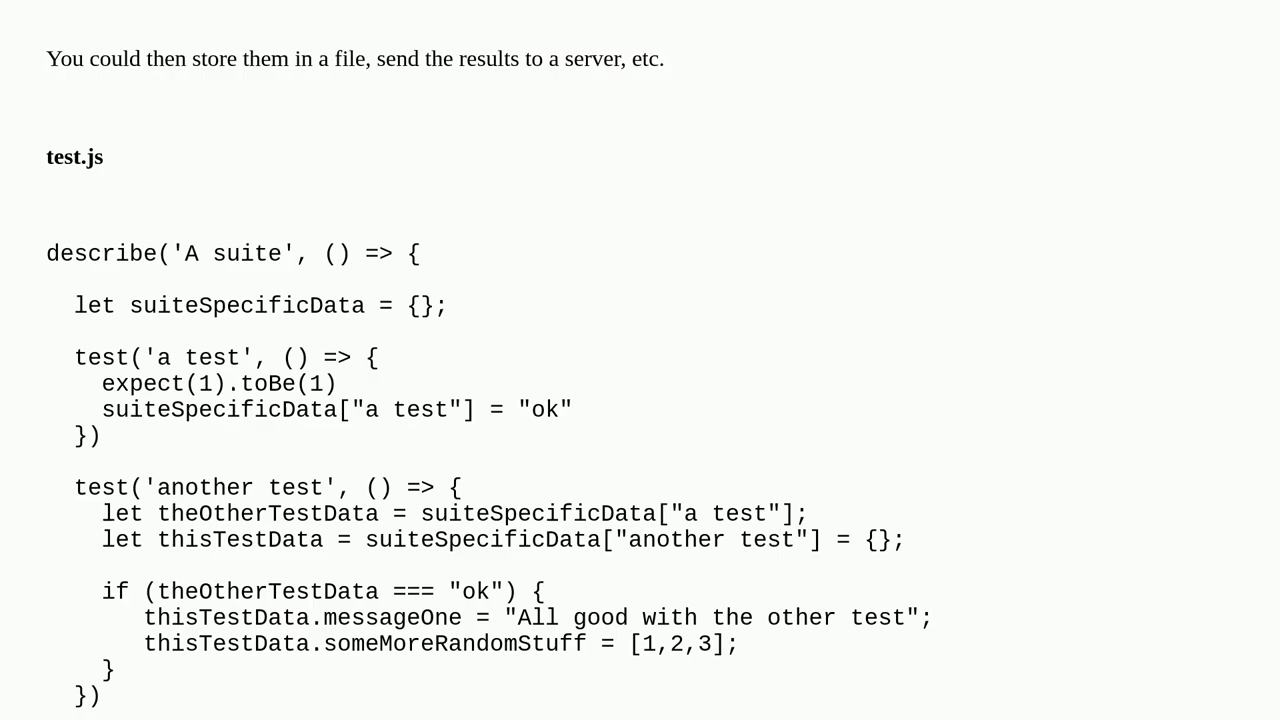 You could then store them in a file, send the results to a server, etc.
test.js
describe('A suite', () => {
  let suiteSpecificData = {};
  test('a test', () => {
    expect(1).toBe(1)
    suiteSpecificData["a test"] = "ok"
  })
  test('another test', () => {
    let theOtherTestData = suiteSpecificData["a test"];
    let thisTestData = suiteSpecificData["another test"] = {};
    if (theOtherTestData === "ok") {
       thisTestData.messageOne = "All good with the other test";
       thisTestData.someMoreRandomStuff = [1,2,3];
    }
  })